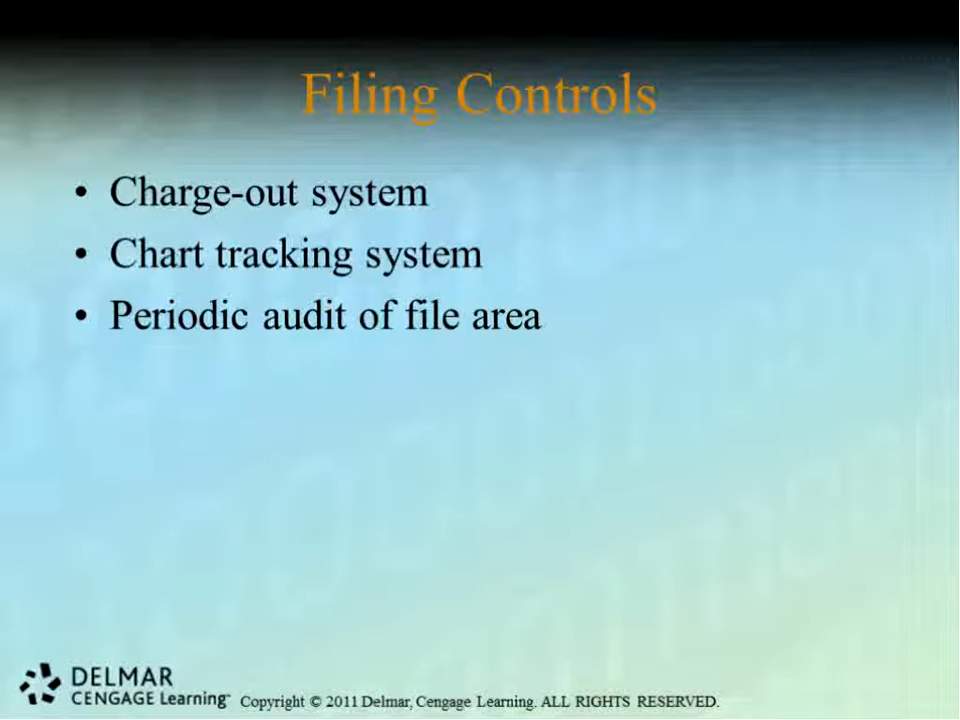 Filing Controls
• Charge-out system
• Chart tracking system
• Periodic audit of file area
DELMAR
CENGAGE Learning™
Copyright © 2011 Delmar, Cengage Learning. ALL RIGHTS RESERVED.